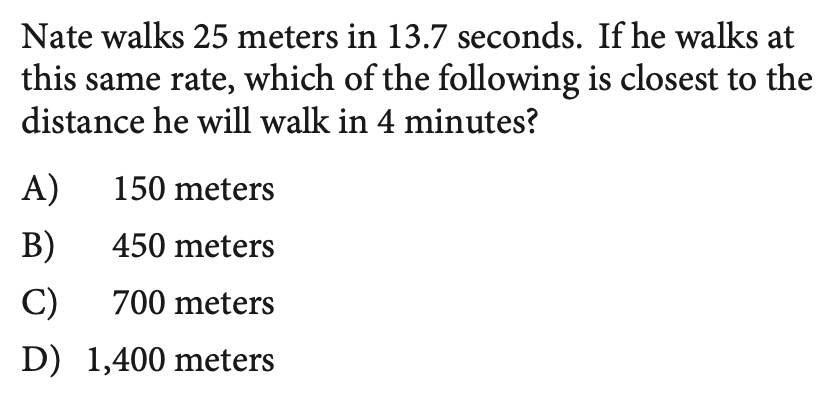 Nate walks 25 meters in 13.7 seconds. If he walks at
this same rate, which of the following is closest to the
distance he will walk in 4 minutes?
A) 150 meters
B) 450 meters
C) 700 meters
D) 1,400 meters